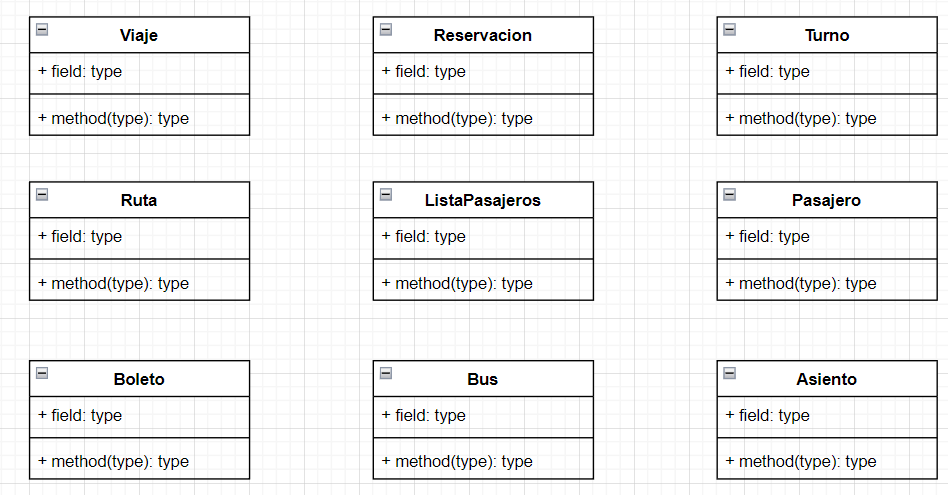 Viaje
+ field: type
+ method(type): type
Reservacion
+ field: type
+ method(type): type
Turno
+ field: type
+ method(type): type
Ruta
+ field: type
+ method(type): type
ListaPasajeros
+ field: type
+ method(type): type
Pasajero
+ field: type
+ method(type): type
Boleto
+ field: type
+ method(type): type
Bus
+ field: type
+ method(type): type
Asiento
+ field: type
+ method(type): type